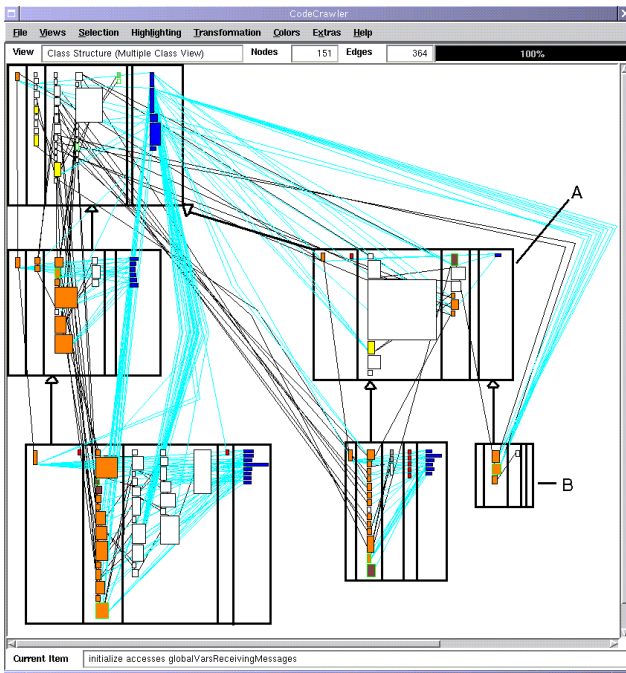 CodeCrawler
File Views Selection Highlighting Transformation Colors Extras Help
View Class Structure (Multiple Class View) Nodes 151 Edges 364 100%
A
B
Current Item initialize accesses globalVarsReceivingMessages